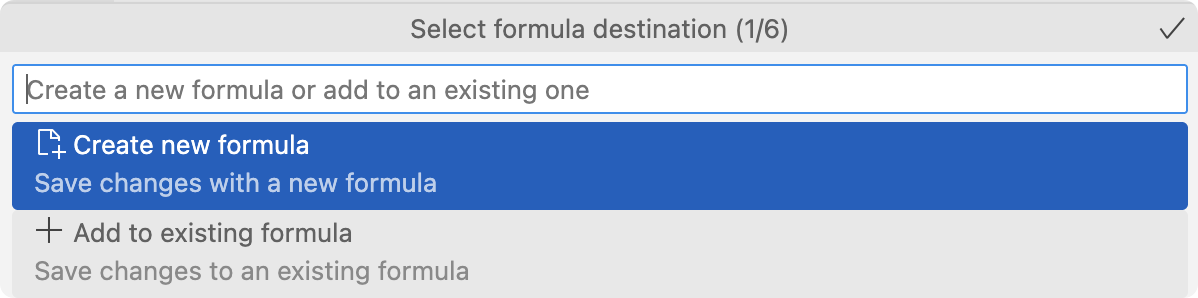 Select formula destination (1/6)
Create a new formula or add to an existing one
Create new formula
Save changes with a new formula
Add to existing formula
Save changes to an existing formula